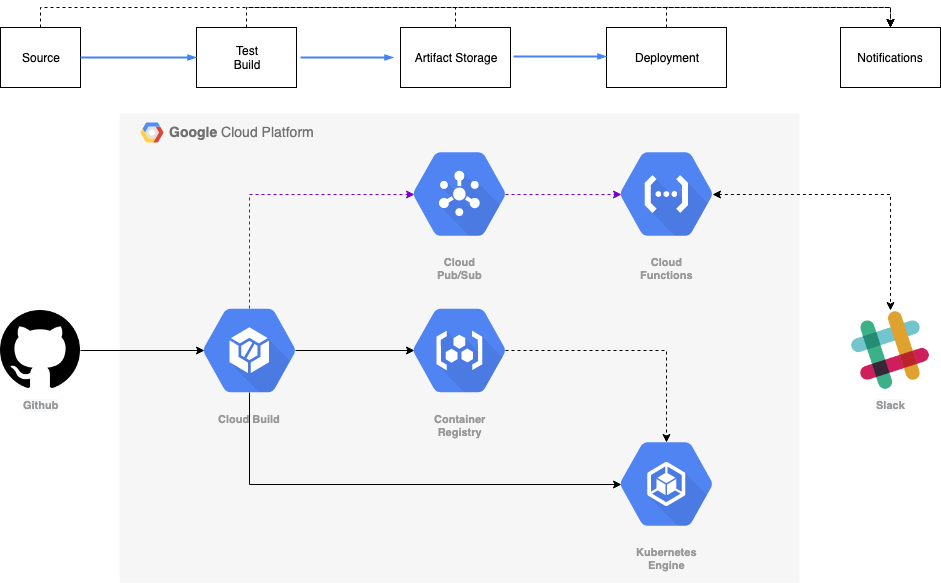 Source
Test
Build
Artifact Storage
Deployment
Notifications
Google Cloud Platform
Cloud
Pub/Sub
Cloud
Functions
Github
Cloud Build
Container
Registry
Slack
Kubernetes
Engine